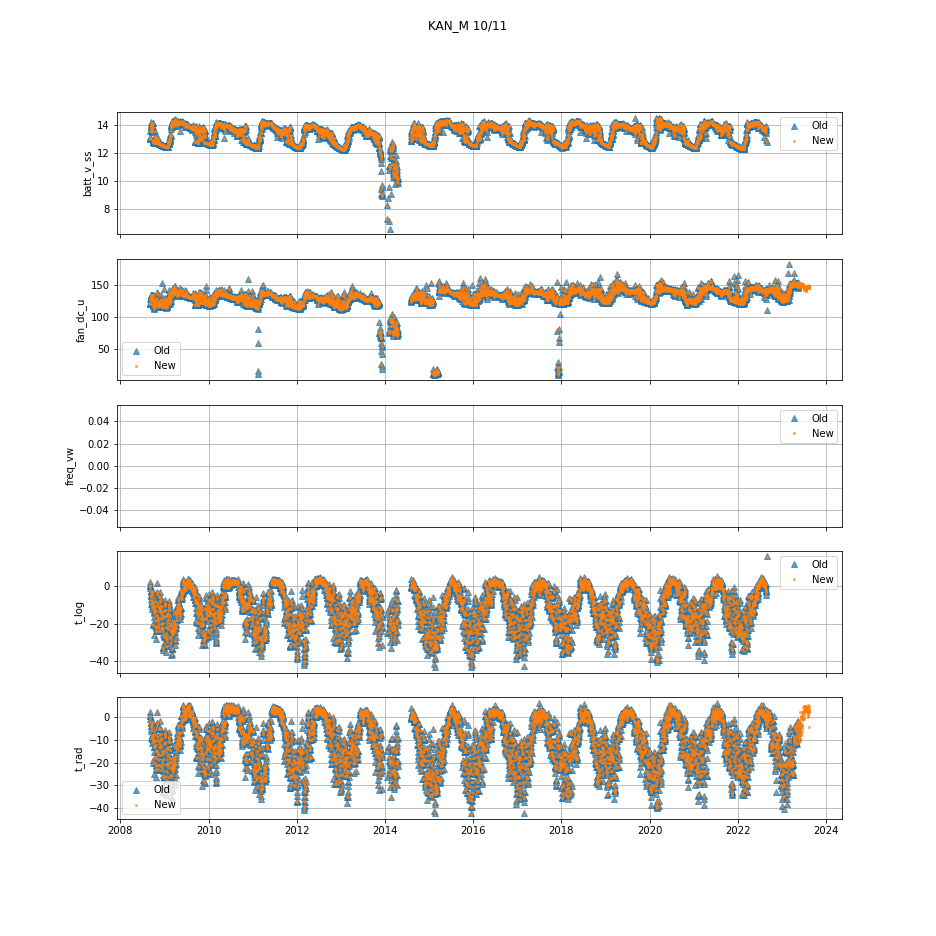 KAN_M 10/11
14
12
10
8
batt_v_ss
Old
New
150
100
50
fan_dc_u
Old
New
0.04
0.02
0.00
−0.02
−0.04
freq_vw
Old
New
0
−20
−40
t_log
Old
New
0
−10
−20
−30
−40
t_rad
Old
New
2008 2010 2012 2014 2016 2018 2020 2022 2024